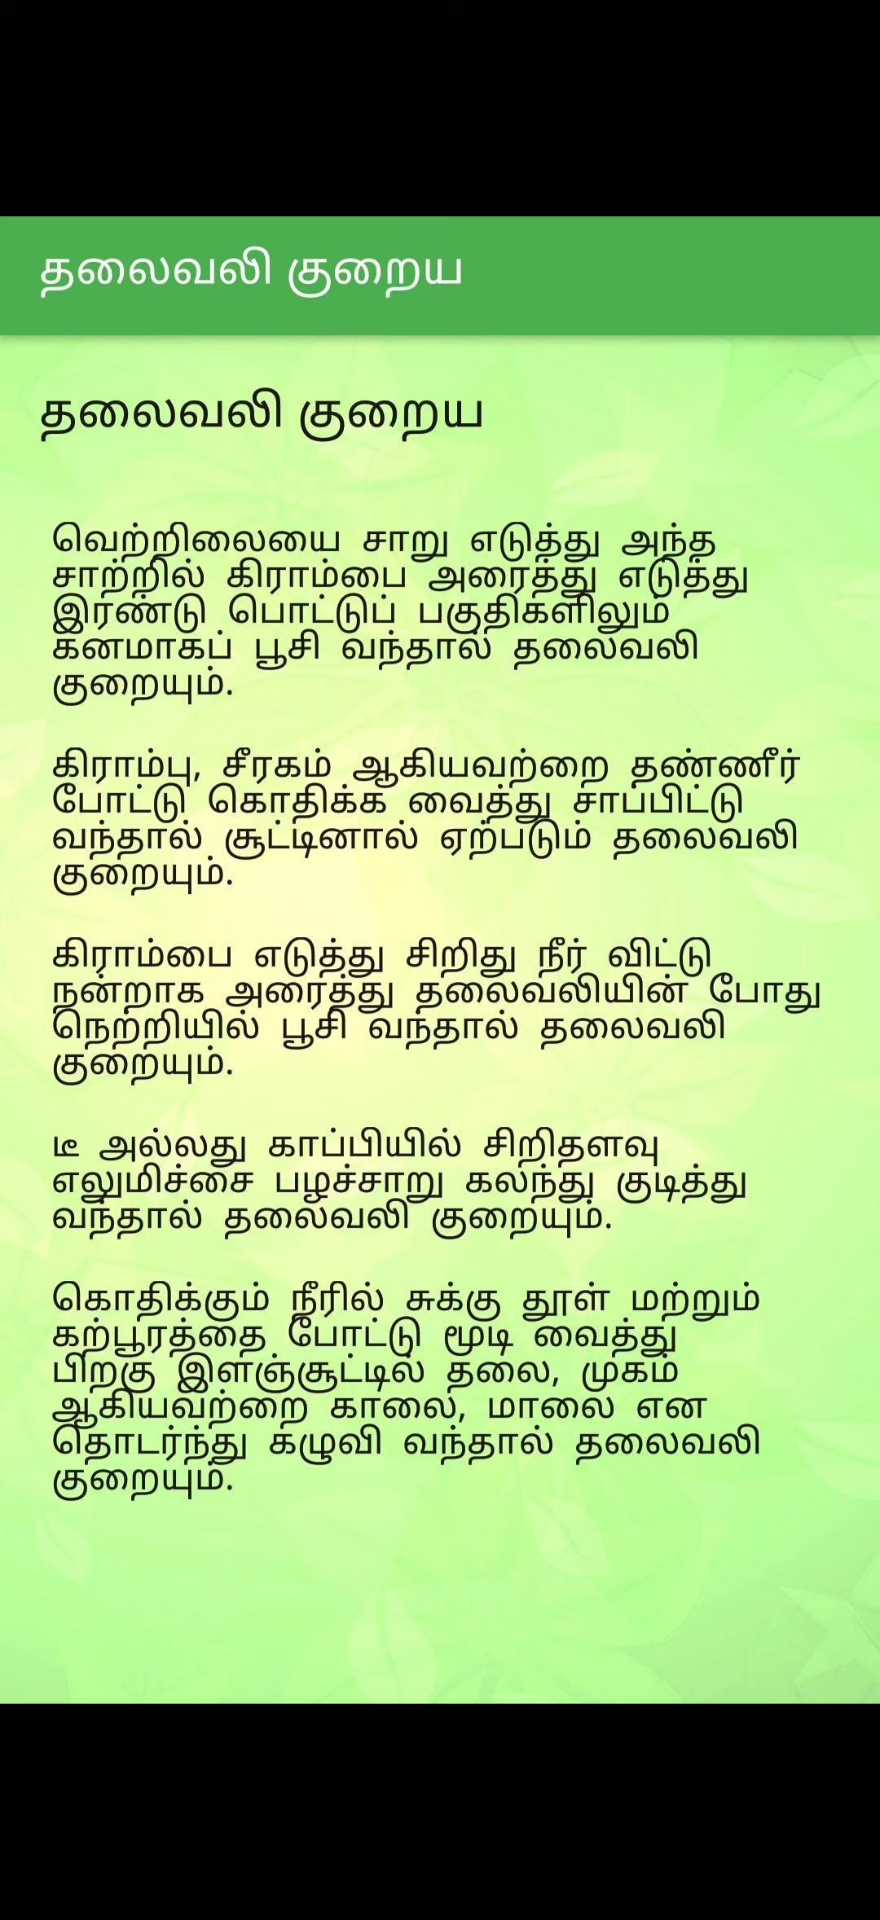 தலைவலி குறைய
தலைவலி குறைய
வெற்றிலையை சாறு எடுத்து அந்த
சாற்றில் கிராம்பை அரைத்து எடுத்து
இரண்டு பொட்டுப் பகுதிகளிலும்
கனமாகப் பூசி வந்தால் தலைவலி
குறையும்.
கிராம்பு, சீரகம் ஆகியவற்றை தண்ணீர்
போட்டு கொதிக்க வைத்து சாப்பிட்டு
வந்தால் சூட்டினால் ஏற்படும் தலைவலி
குறையும்.
கிராம்பை எடுத்து சிறிது நீர் விட்டு
நன்றாக அரைத்து தலைவலியின் போது
நெற்றியில் பூசி வந்தால் தலைவலி
குறையும்.
டீ அல்லது காப்பியில் சிறிதளவு
எலுமிச்சை பழச்சாறு கலந்து குடித்து
வந்தால் தலைவலி குறையும்.
கொதிக்கும் நீரில் சுக்கு தூள் மற்றும்
கற்பூரத்தை போட்டு மூடி வைத்து
பிறகு இளஞ்சூட்டில் தலை, முகம்
ஆகியவற்றை காலை, மாலை என
தொடர்ந்து கழுவி வந்தால் தலைவலி
குறையும்.